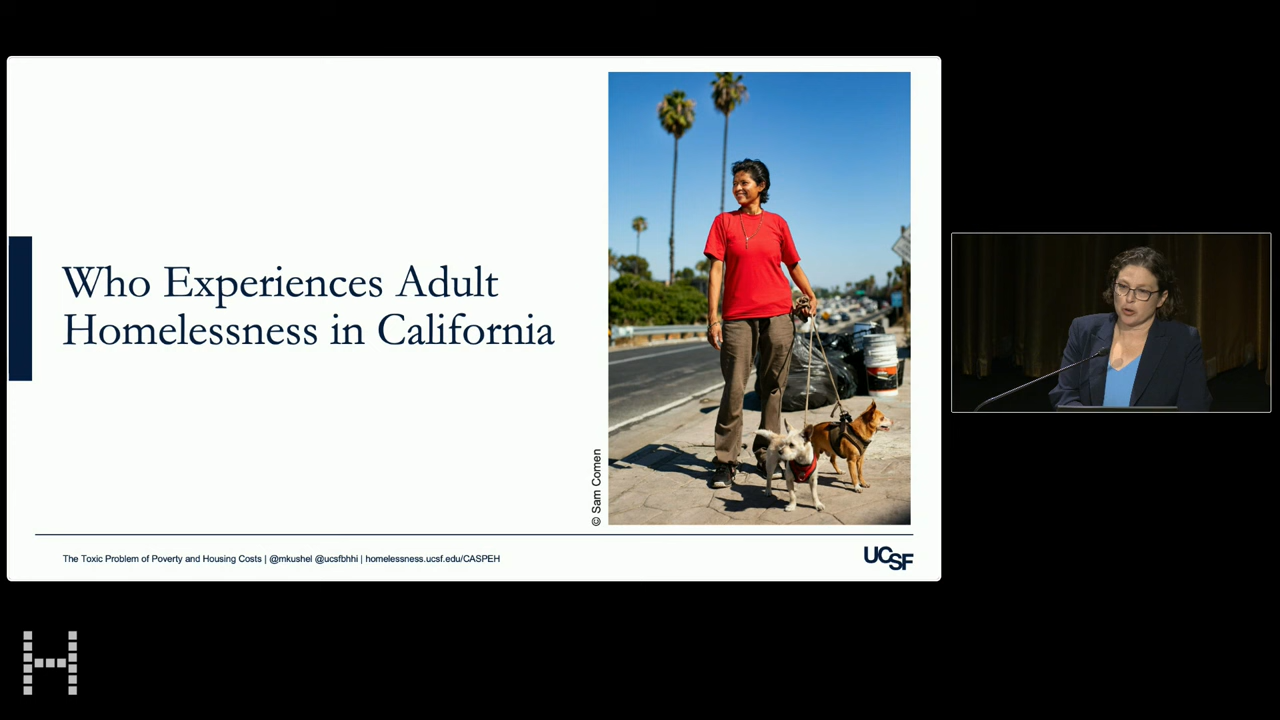 Who Experiences Adult
Homelessness in California
© Sam Comen
The Toxic Problem of Poverty and Housing Costs | @mkushel @ucsfbhhi | homelessness.ucsf.edu/CASPEH
UCSF
H